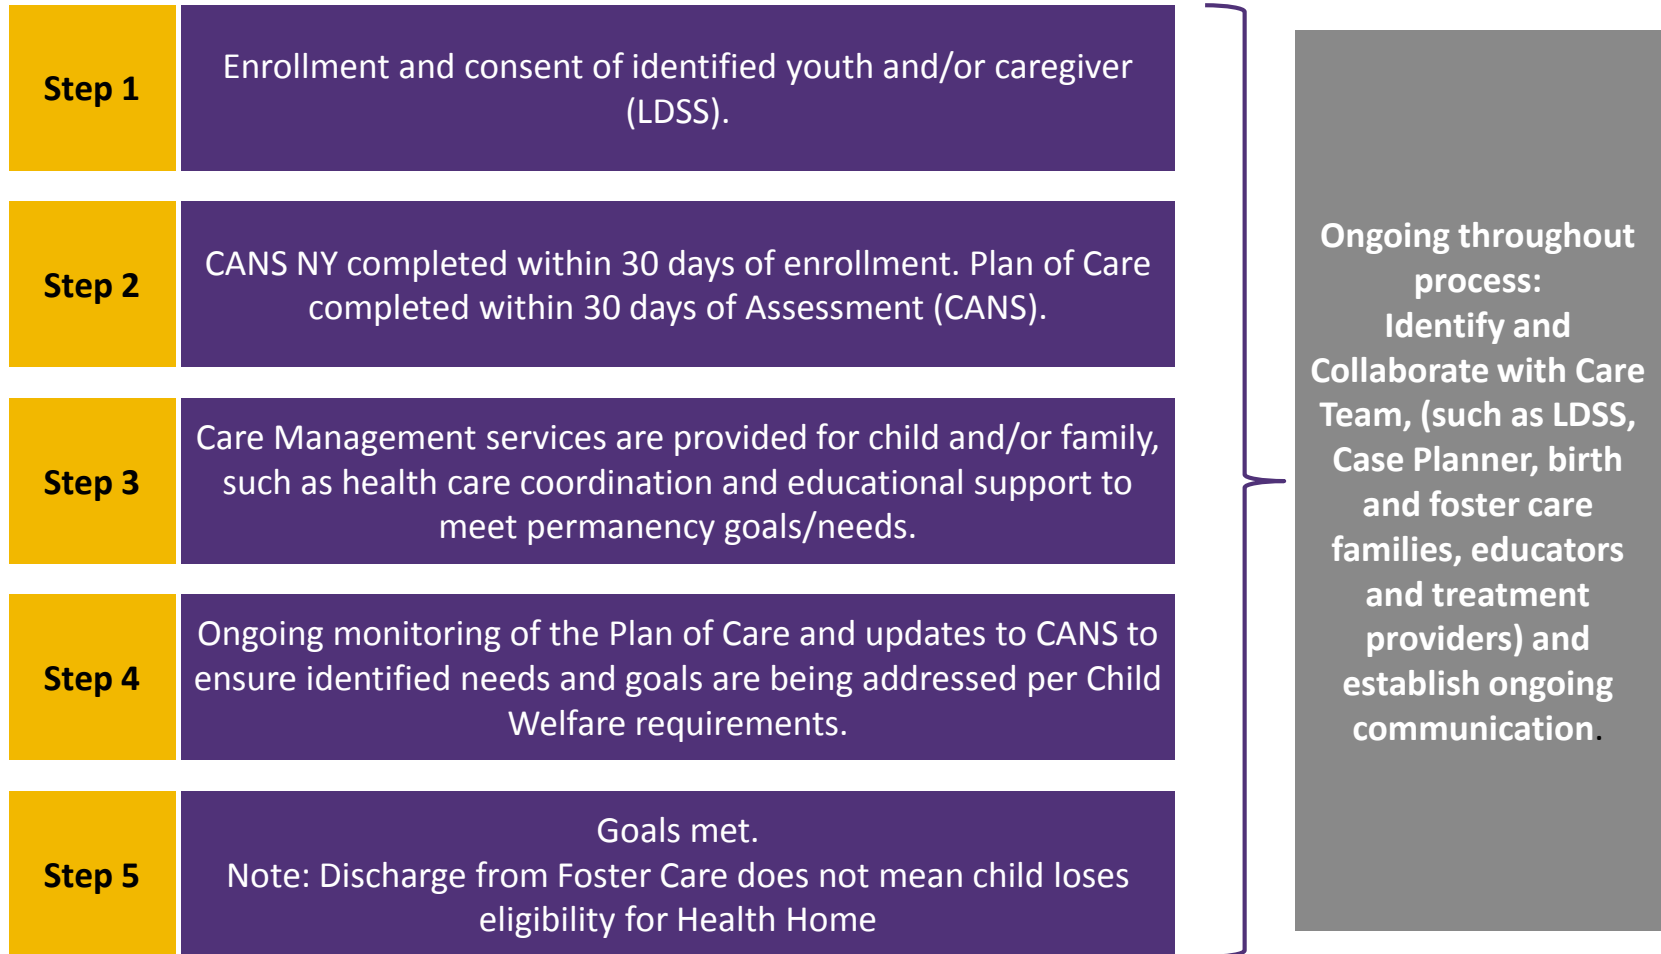 Step 1
Enrollment and consent of identified youth and/or caregiver
(LDSS).
Step 2
CANS NY completed within 30 days of enrollment. Plan of Care
completed within 30 days of Assessment (CANS).
Step 3
Care Management services are provided for child and/or family,
such as health care coordination and educational support to
meet permanency goals/needs.
Step 4
Ongoing monitoring of the Plan of Care and updates to CANS to
ensure identified needs and goals are being addressed per Child
Welfare requirements.
Step 5
Goals met.
Note: Discharge from Foster Care does not mean child loses
eligibility for Health Home
Ongoing throughout
process:
Identify and
Collaborate with Care
Team, (such as LDSS,
Case Planner, birth
and foster care
families, educators
and treatment
providers) and
establish ongoing
communication.